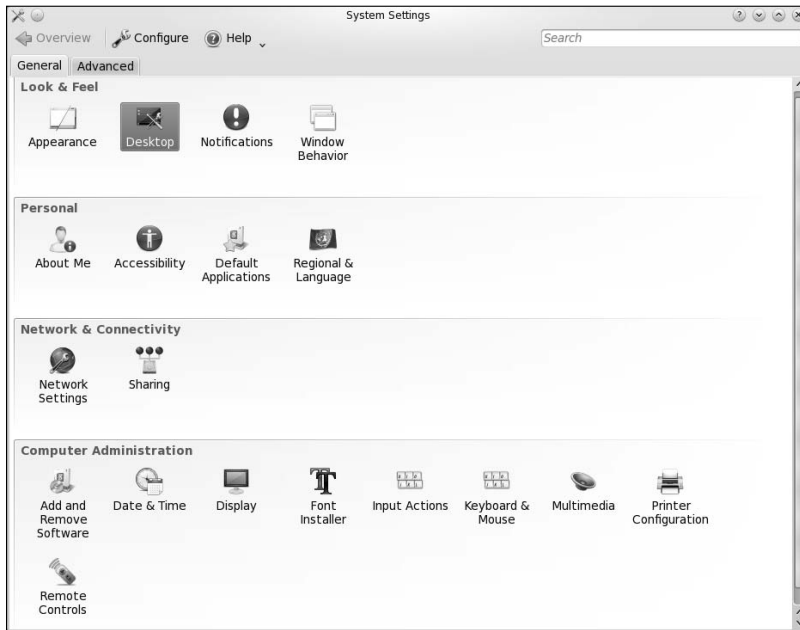 System Settings
Overview Configure Help Search
General Advanced
Look & Feel
Appearance Desktop Notifications Window
Behavior
Personal
About Me Accessibility Default Regional &
Applications Language
Network & Connectivity
Network Sharing
Settings
Computer Administration
Add and Date & Time Display Font Input Actions Keyboard & Multimedia Printer
Remove Installer Mouse Configuration
Software
Remote
Controls